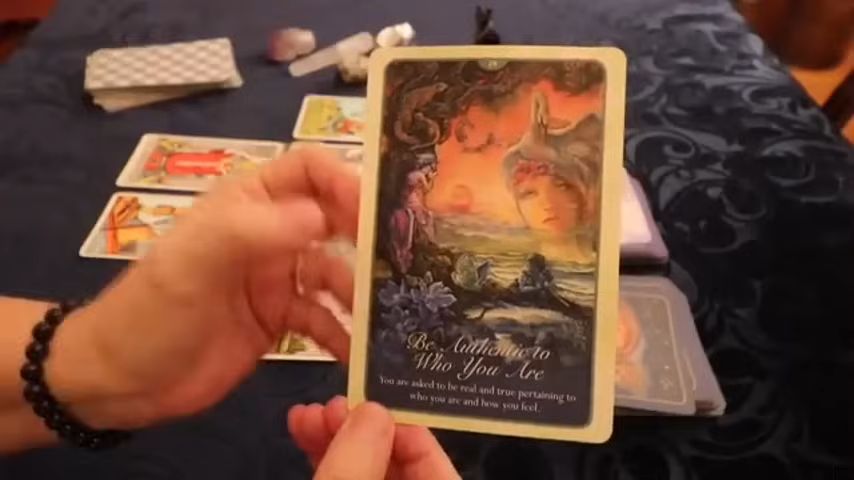 Be Authentic to
Who You Are
You are asked to be real and true pertaining to
who you are and how you feel.